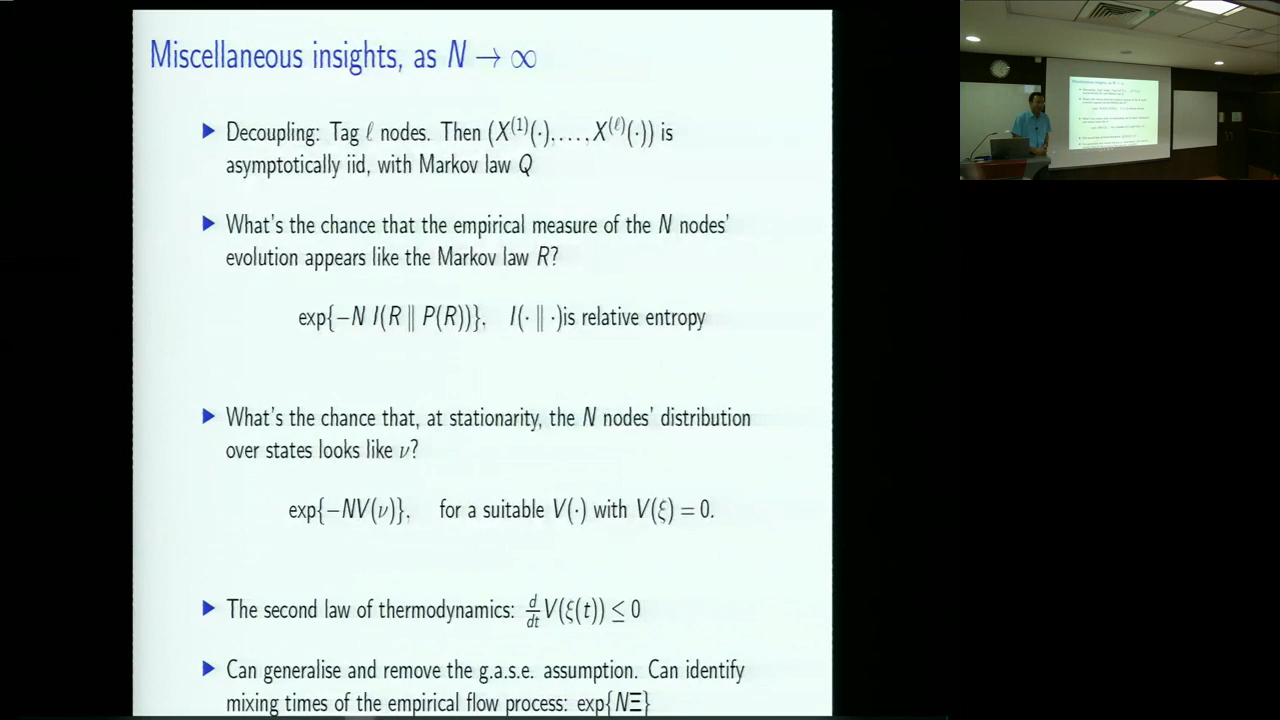 Miscellaneous insights, as N → ∞
▶ Decoupling: Tag ℓ nodes. Then (X⁽¹⁾(·), . . . , X⁽ℓ⁾(·)) is
asymptotically iid, with Markov law Q
▶ What's the chance that the empirical measure of the N nodes'
evolution appears like the Markov law R?
exp{−N I(R ‖ P(R))}, I(· ‖ ·)is relative entropy
▶ What's the chance that, at stationarity, the N nodes' distribution
over states looks like ν?
exp{−NV(ν)}, for a suitable V(·) with V(ξ) = 0.
▶ The second law of thermodynamics: d/dt V(ξ(t)) ≤ 0
▶ Can generalise and remove the g.a.s.e. assumption. Can identify
mixing times of the empirical flow process: exp{NΞ}